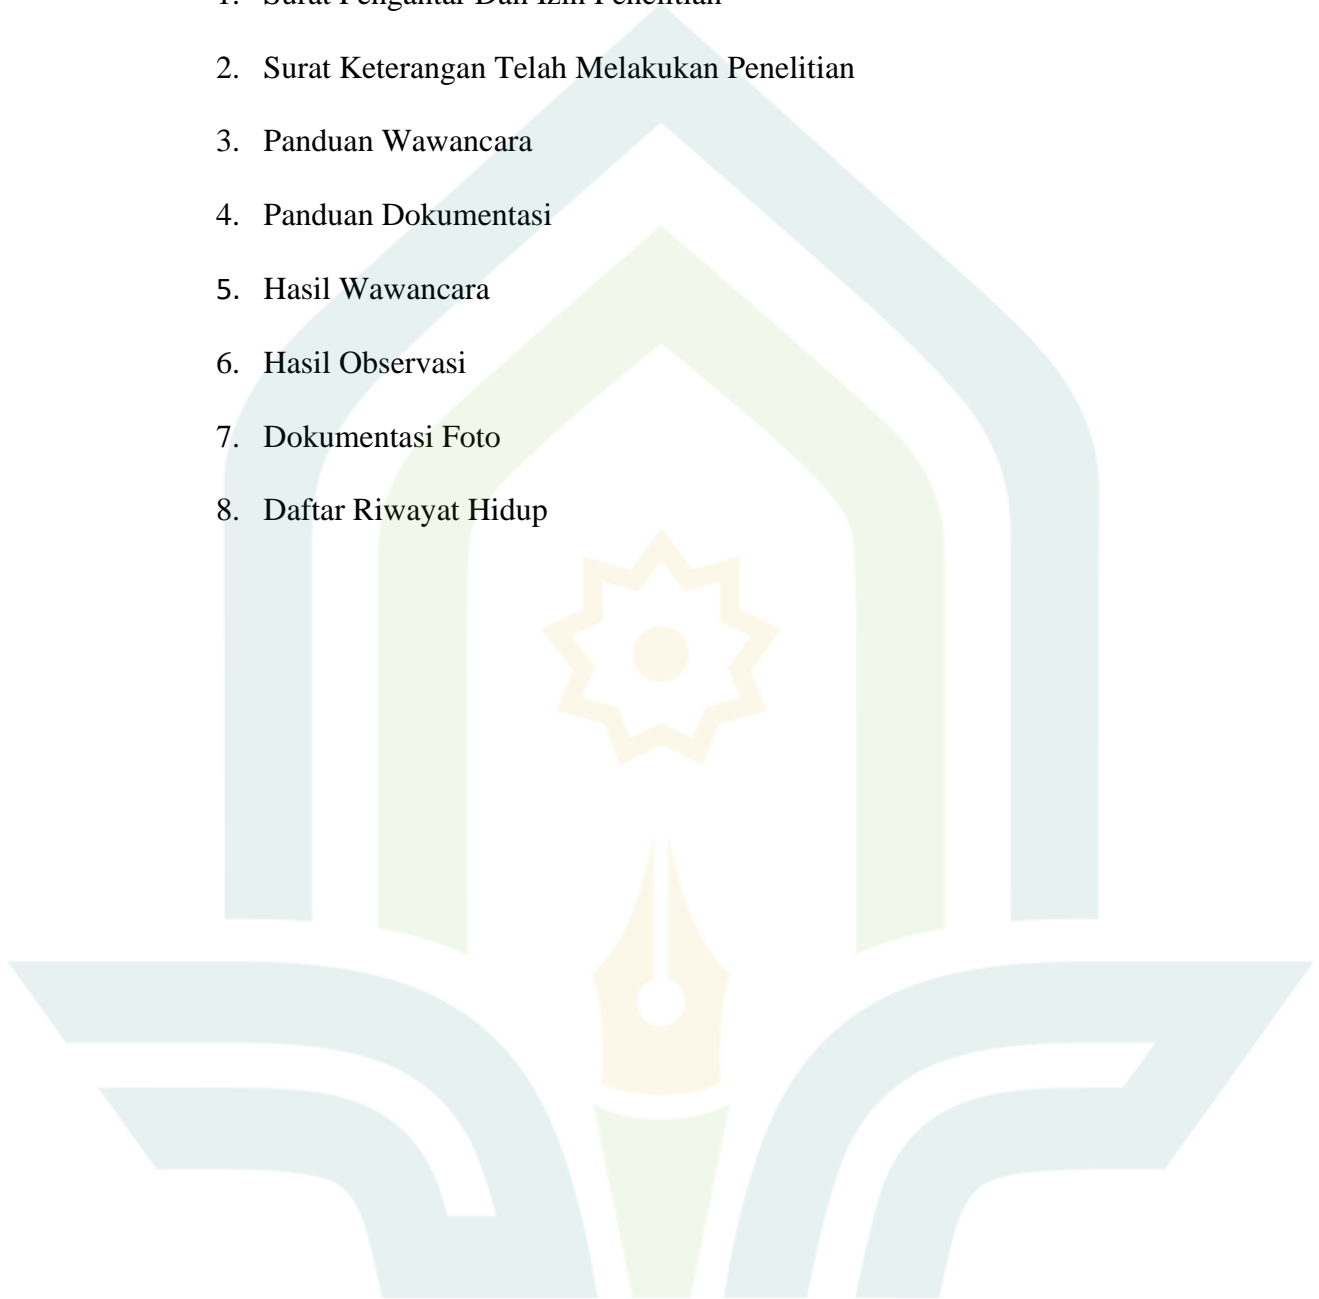 1. Surat Pengantar Dan Izin Penelitian
2. Surat Keterangan Telah Melakukan Penelitian
3. Panduan Wawancara
4. Panduan Dokumentasi
5. Hasil Wawancara
6. Hasil Observasi
7. Dokumentasi Foto
8. Daftar Riwayat Hidup